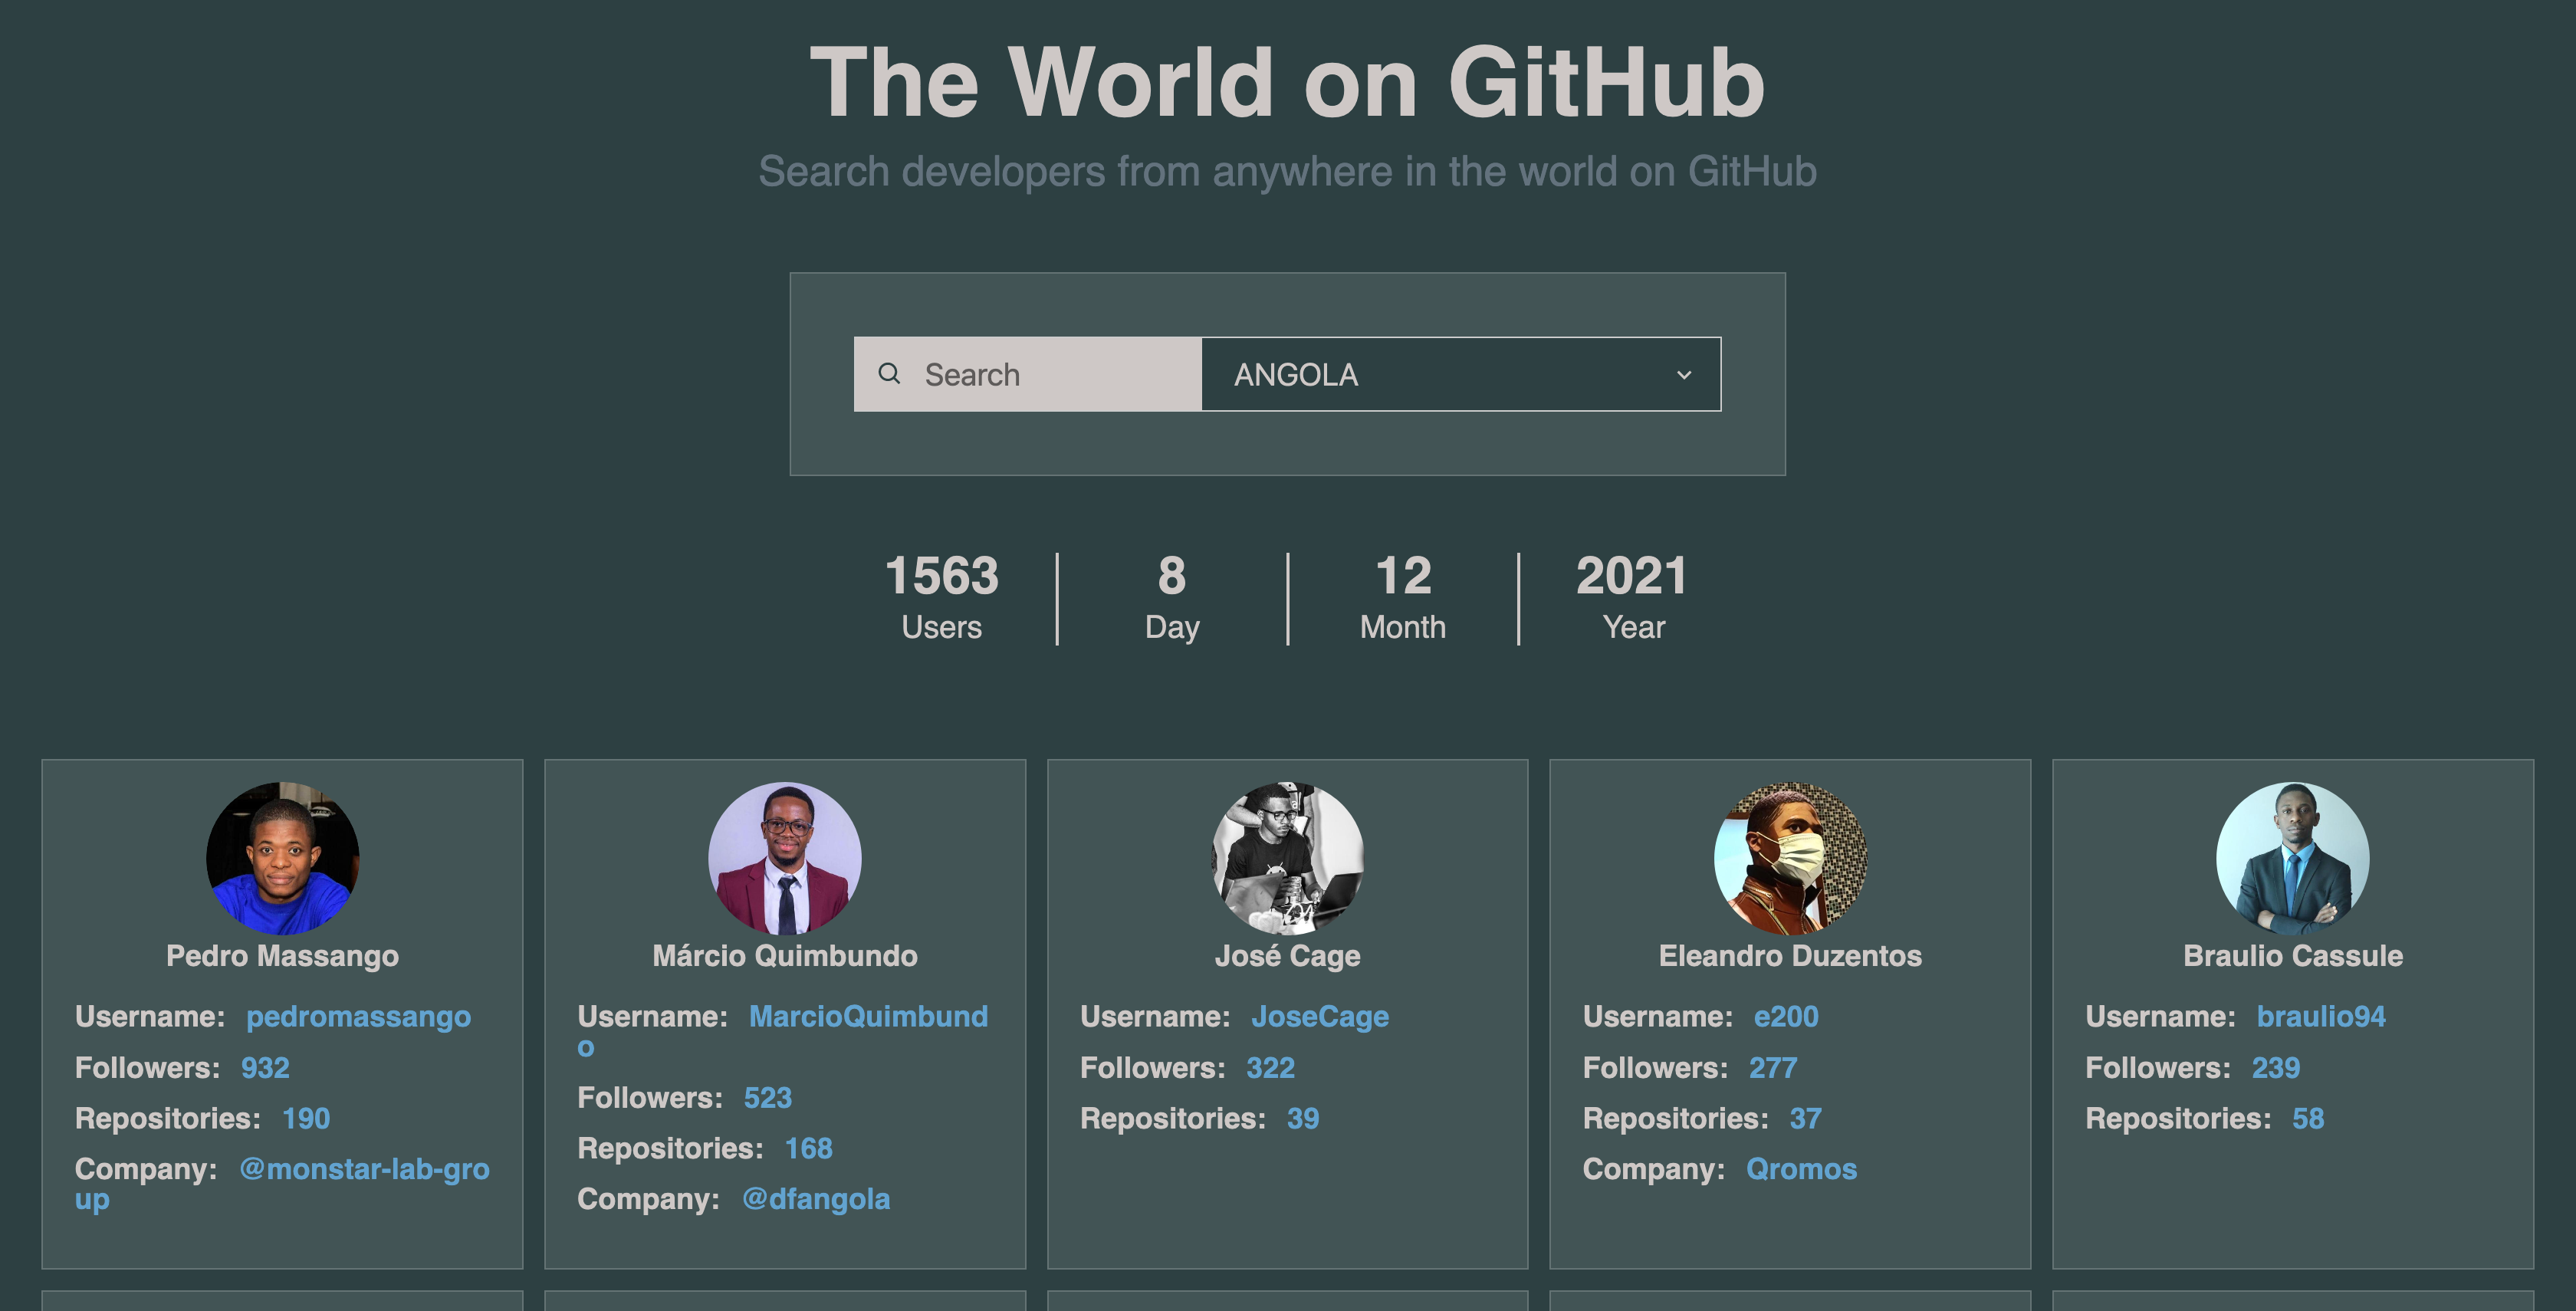 The World on GitHub
Search developers from anywhere in the world on GitHub
Search
ANGOLA
1563
Users
8
Day
12
Month
2021
Year
Pedro Massango
Username: pedromassango
Followers: 932
Repositories: 190
Company: @monstar-lab-gro
up
Márcio Quimbundo
Username: MarcioQuimbund
o
Followers: 523
Repositories: 168
Company: @dfangola
José Cage
Username: JoseCage
Followers: 322
Repositories: 39
Eleandro Duzentos
Username: e200
Followers: 277
Repositories: 37
Company: Qromos
Braulio Cassule
Username: braulio94
Followers: 239
Repositories: 58